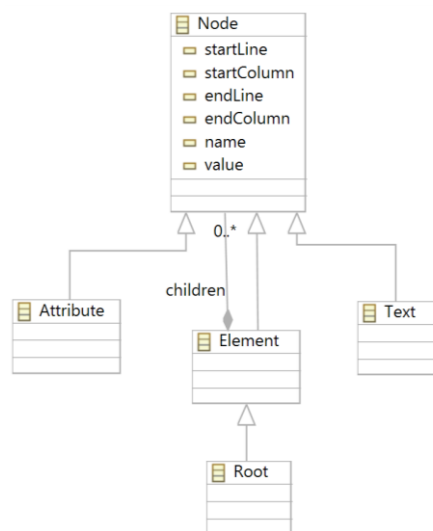 Node
startLine
startColumn
endLine
endColumn
name
value
0..*
children
Attribute
Element
Text
Root